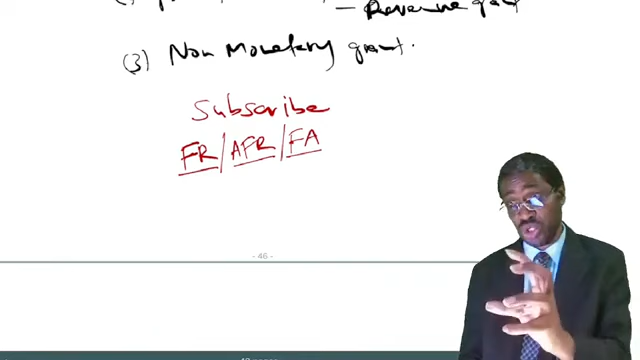 – Revenue grant
(3) Non Monetary grant.
Subscribe
FR/AFR/FA
- 46 -